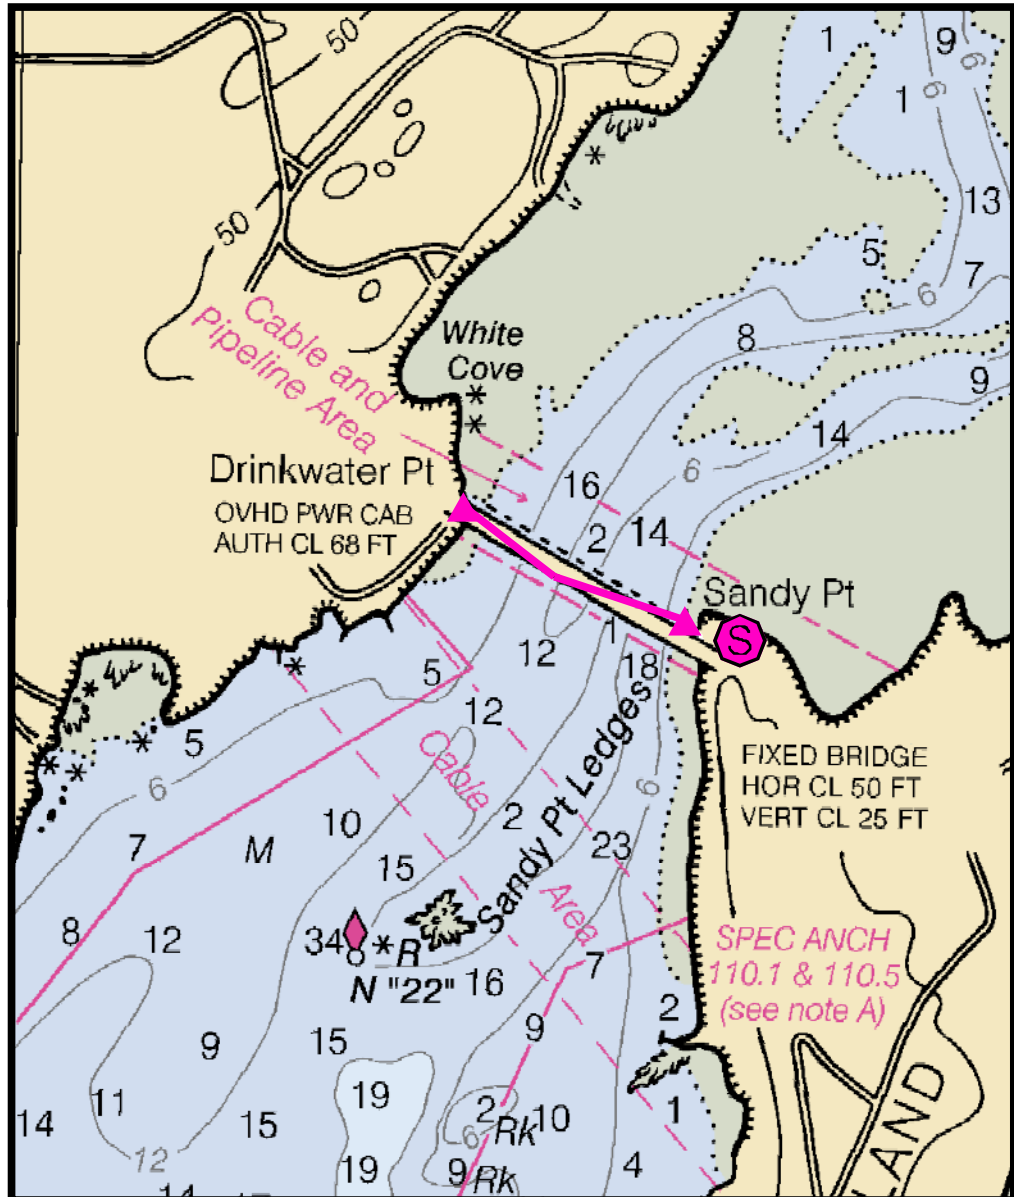 50
1
9
6
6
1
13
50
5
7
6
8
Cable and
Pipeline Area
White
Cove
9
14
Drinkwater Pt
6
16
OVHD PWR CAB
AUTH CL 68 FT
2
14
Sandy Pt
1
S
12
18
5
12
5
Cable
Area
FIXED BRIDGE
HOR CL 50 FT
VERT CL 25 FT
6
6
2
10
Sandy Pt Ledges
7
M
23
15
8
12
34
R
7
SPEC ANCH
110.1 & 110.5
(see note A)
N "22"
16
2
9
15
9
19
2
Rk
10
1
14
11
15
6
12
19
9
Rk
4
LAND